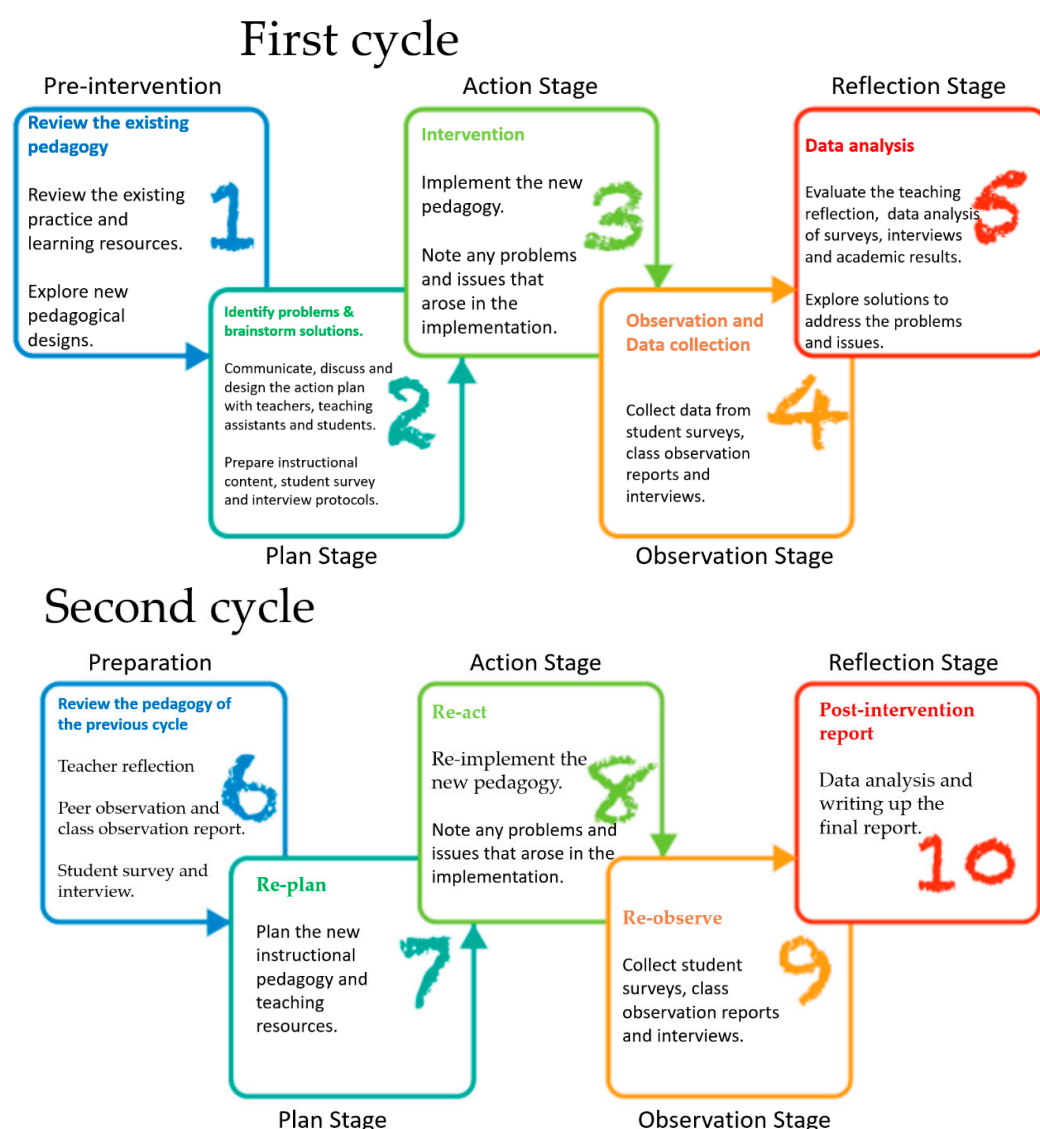 First cycle
Pre-intervention
Review the existing
pedagogy
Review the existing
practice and
learning resources.
Explore new
pedagogical
designs.
1
Identify problems &
brainstorm solutions.
Communicate, discuss and
design the action plan
with teachers, teaching
assistants and students.
Prepare instructional
content, student survey
and interview protocols.
2
Plan Stage
Action Stage
Intervention
Implement the new
pedagogy.
Note any problems
and issues that
arose in the
implementation.
3
Observation and
Data collection
Collect data from
student surveys,
class observation
reports and
interviews.
4
Observation Stage
Reflection Stage
Data analysis
Evaluate the teaching
reflection, data analysis
of surveys, interviews
and academic results.
Explore solutions to
address the problems
and issues.
5
Second cycle
Preparation
Review the pedagogy of
the previous cycle
Teacher reflection
Peer observation and
class observation report.
Student survey and
interview.
6
Re-plan
Plan the new
instructional
pedagogy and
teaching
resources.
7
Plan Stage
Action Stage
Re-act
Re-implement the
new pedagogy.
Note any problems and
issues that arose in the
implementation.
8
Re-observe
Collect student
surveys, class
observation reports
and interviews.
9
Observation Stage
Reflection Stage
Post-intervention
report
Data analysis and
writing up the
final report.
10